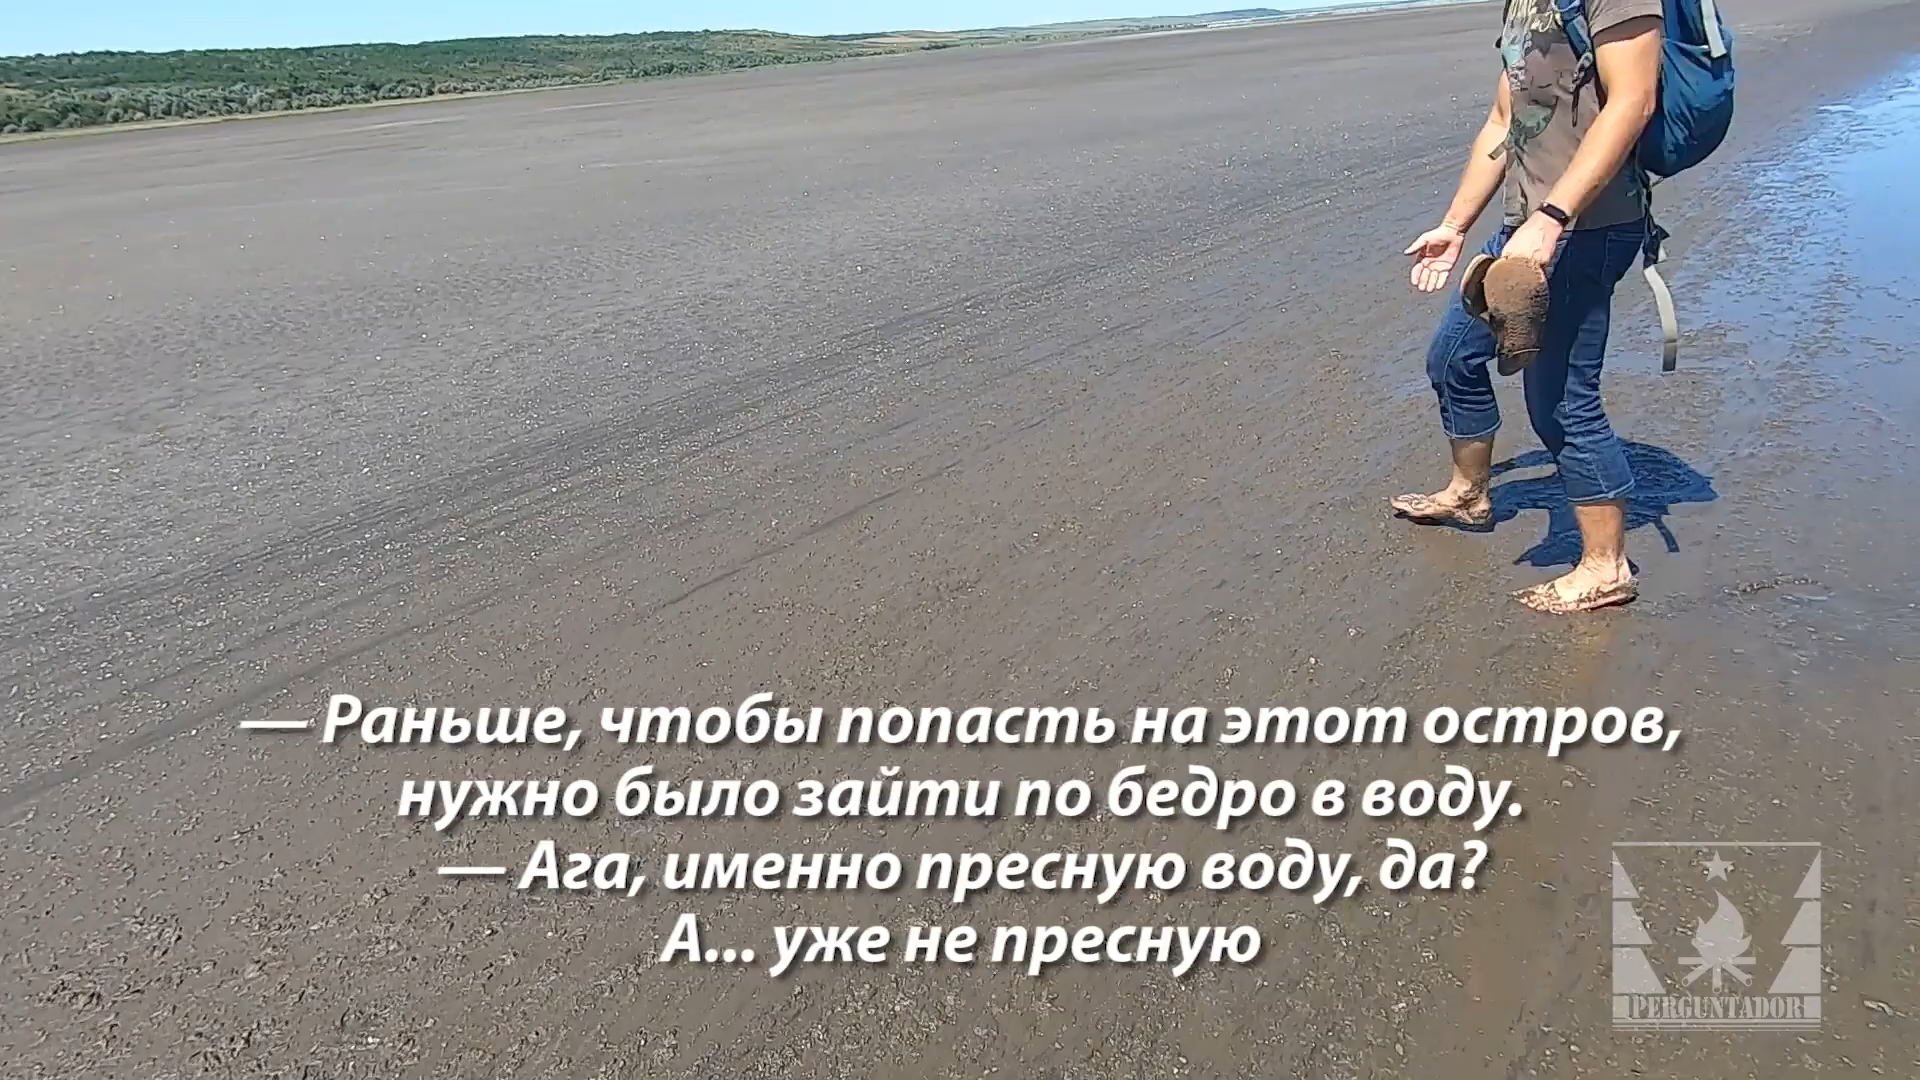 — Раньше, чтобы попасть на этот остров,
нужно было зайти по бедро в воду.
— Ага, именно пресную воду, да?
А... уже не пресную
PERGUNTADOR